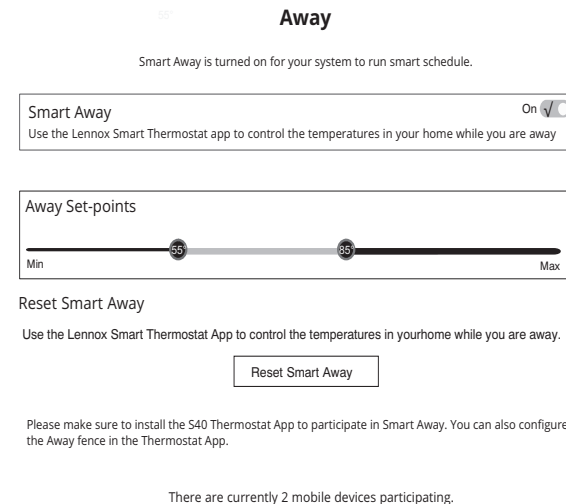 Away
Smart Away is turned on for your system to run smart schedule.
Smart Away
On √
Use the Lennox Smart Thermostat app to control the temperatures in your home while you are away
Away Set-points
55° 85°
Min Max
Reset Smart Away
Use the Lennox Smart Thermostat App to control the temperatures in yourhome while you are away.
Reset Smart Away
Please make sure to install the S40 Thermostat App to participate in Smart Away. You can also configure
the Away fence in the Thermostat App.
There are currently 2 mobile devices participating.